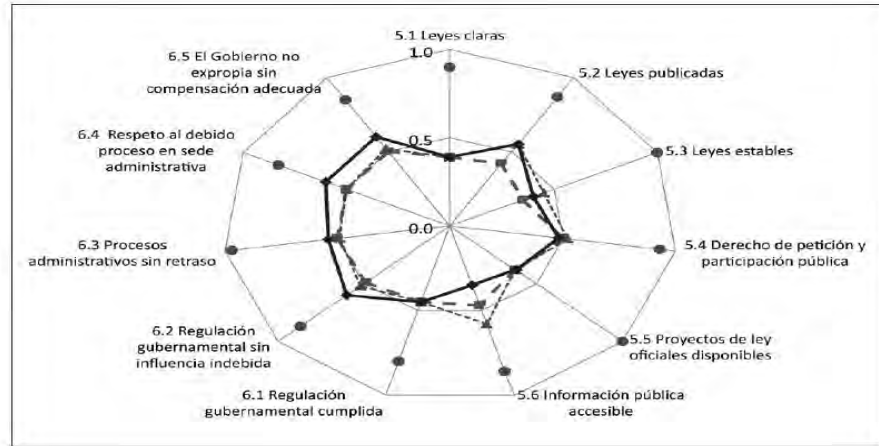 5.1 Leyes claras
1.0
5.2 Leyes publicadas
5.3 Leyes estables
5.4 Derecho de petición y
participación pública
5.5 Proyectos de ley
oficiales disponibles
5.6 Información pública
accesible
6.1 Regulación
gubernamental cumplida
6.2 Regulación
gubernamental sin
influencia indebida
6.3 Procesos
administrativos sin retraso
6.4 Respeto al debido
proceso en sede
administrativa
6.5 El Gobierno no
expropia sin
compensación adecuada
0.5
0.0